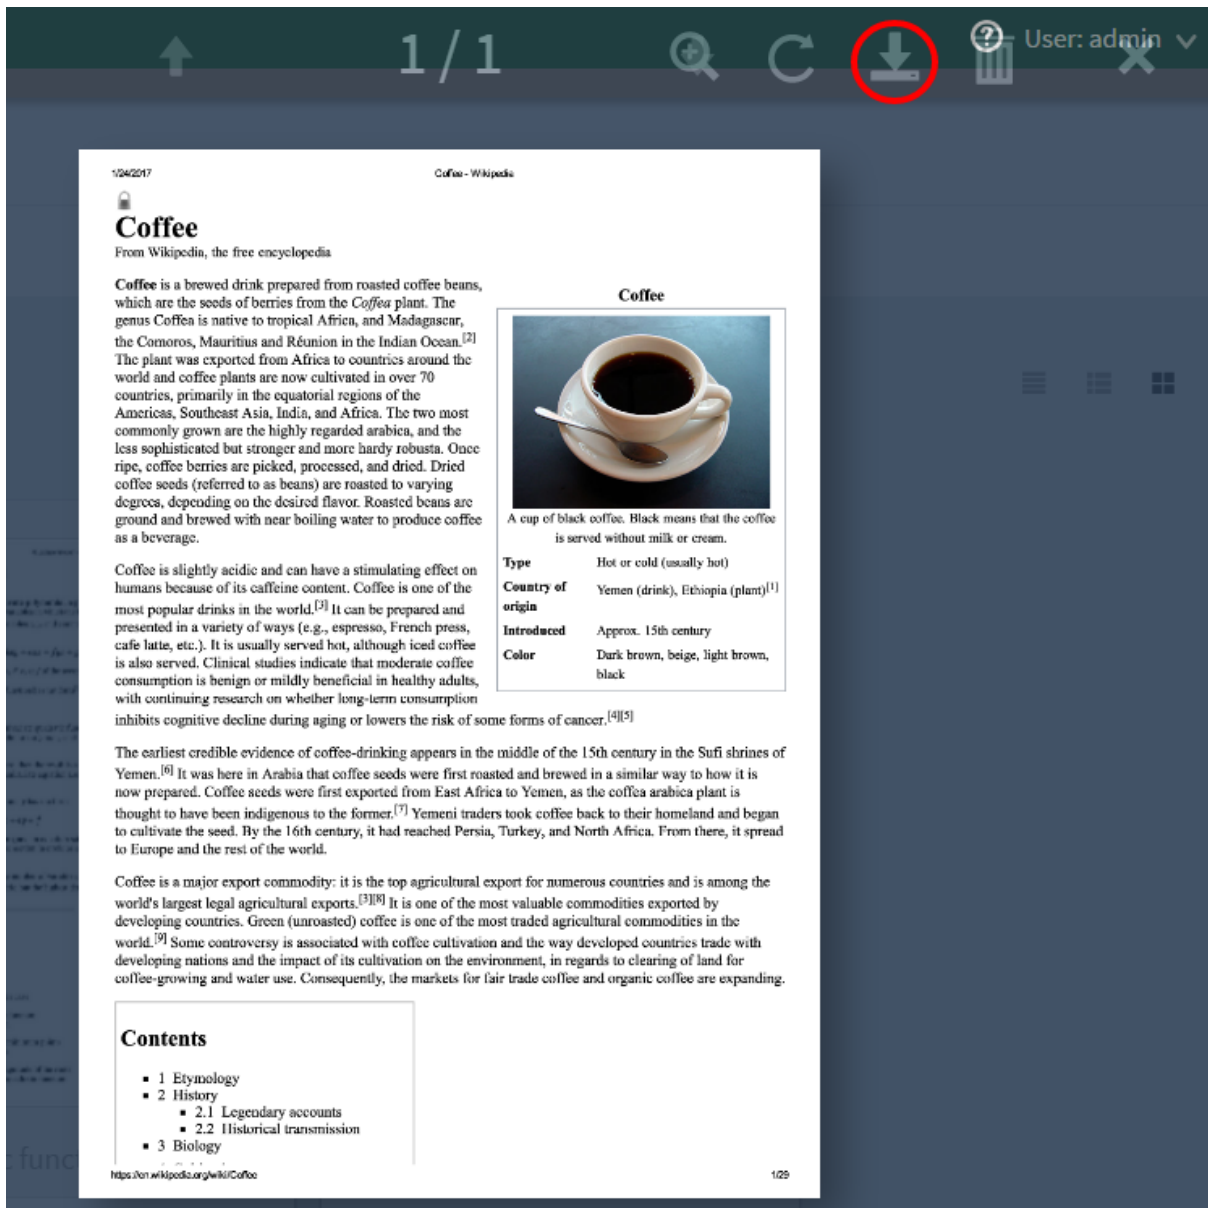 1 / 1
User: admin
1/24/2017
Coffee - Wikipedia
Coffee
From Wikipedia, the free encyclopedia
Coffee is a brewed drink prepared from roasted coffee beans,
which are the seeds of berries from the Coffea plant. The
genus Coffea is native to tropical Africa, and Madagascar,
the Comoros, Mauritius and Réunion in the Indian Ocean.[2]
The plant was exported from Africa to countries around the
world and coffee plants are now cultivated in over 70
countries, primarily in the equatorial regions of the
Americas, Southeast Asia, India, and Africa. The two most
commonly grown are the highly regarded arabica, and the
less sophisticated but stronger and more hardy robusta. Once
ripe, coffee berries are picked, processed, and dried. Dried
coffee seeds (referred to as beans) are roasted to varying
degrees, depending on the desired flavor. Roasted beans are
ground and brewed with near boiling water to produce coffee
as a beverage.
Coffee
A cup of black coffee. Black means that the coffee
is served without milk or cream.
Type Hot or cold (usually hot)
Country of
origin Yemen (drink), Ethiopia (plant)[1]
Introduced Approx. 15th century
Color Dark brown, beige, light brown,
black
Coffee is slightly acidic and can have a stimulating effect on
humans because of its caffeine content. Coffee is one of the
most popular drinks in the world.[3] It can be prepared and
presented in a variety of ways (e.g., espresso, French press,
cafe latte, etc.). It is usually served hot, although iced coffee
is also served. Clinical studies indicate that moderate coffee
consumption is benign or mildly beneficial in healthy adults,
with continuing research on whether long-term consumption
inhibits cognitive decline during aging or lowers the risk of some forms of cancer.[4][5]
The earliest credible evidence of coffee-drinking appears in the middle of the 15th century in the Sufi shrines of
Yemen.[6] It was here in Arabia that coffee seeds were first roasted and brewed in a similar way to how it is
now prepared. Coffee seeds were first exported from East Africa to Yemen, as the coffea arabica plant is
thought to have been indigenous to the former.[7] Yemeni traders took coffee back to their homeland and began
to cultivate the seed. By the 16th century, it had reached Persia, Turkey, and North Africa. From there, it spread
to Europe and the rest of the world.
Coffee is a major export commodity: it is the top agricultural export for numerous countries and is among the
world's largest legal agricultural exports.[3][8] It is one of the most valuable commodities exported by
developing countries. Green (unroasted) coffee is one of the most traded agricultural commodities in the
world.[9] Some controversy is associated with coffee cultivation and the way developed countries trade with
developing nations and the impact of its cultivation on the environment, in regards to clearing of land for
coffee-growing and water use. Consequently, the markets for fair trade coffee and organic coffee are expanding.
Contents
1 Etymology
2 History
2.1 Legendary accounts
2.2 Historical transmission
3 Biology
https://en.wikipedia.org/wiki/Coffee
1/29